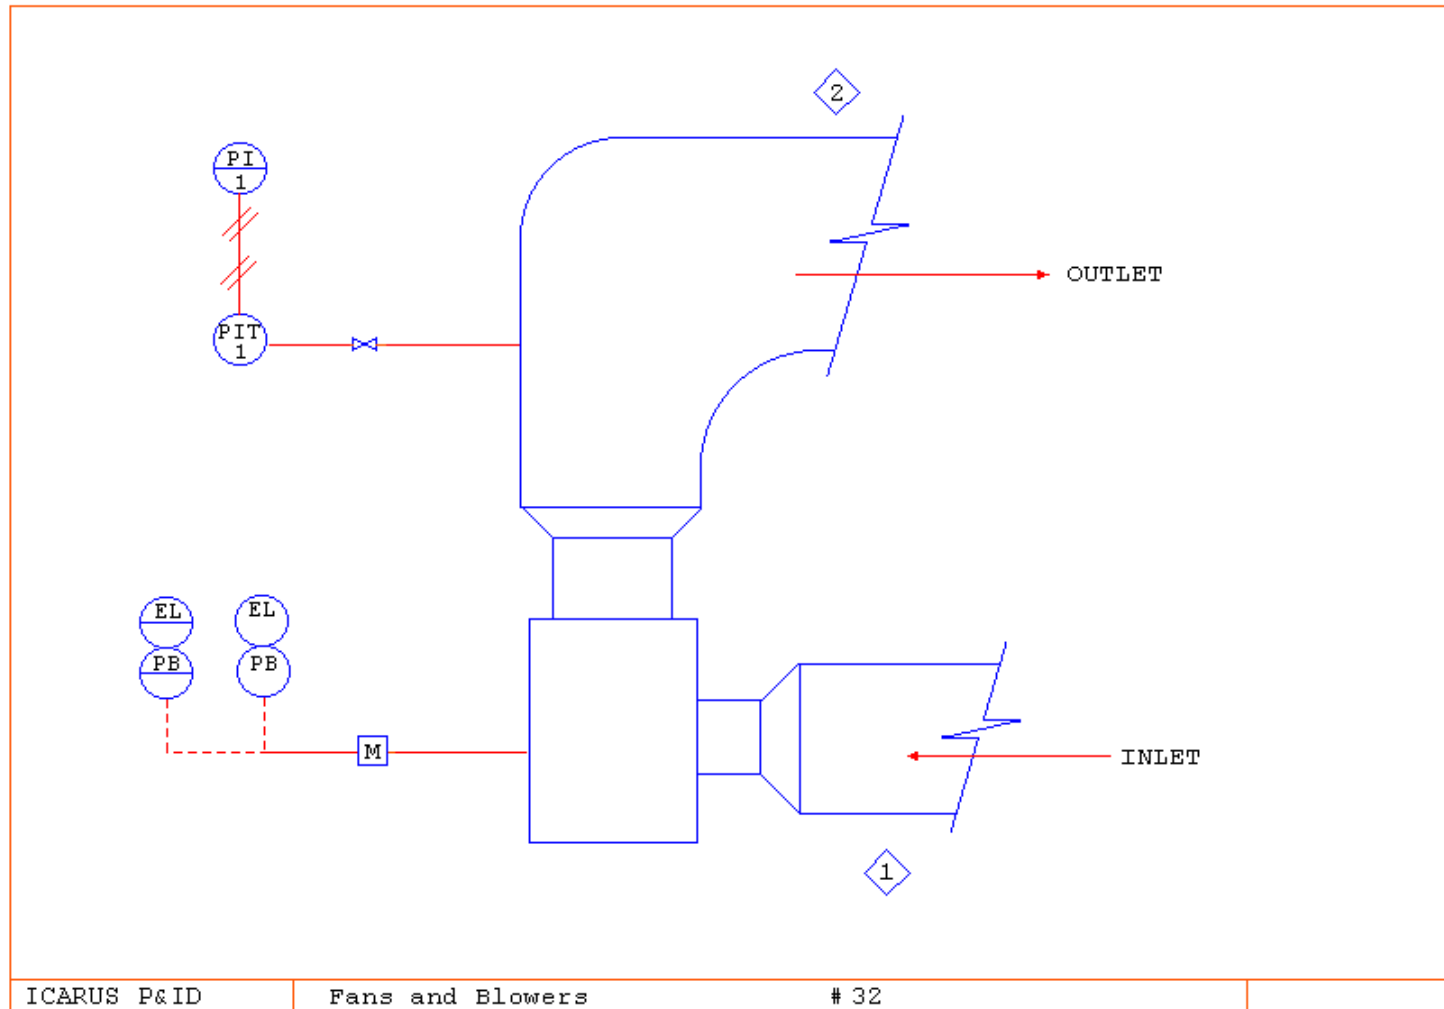 2
PI
1
OUTLET
PIT
1
EL
EL
PB
PB
M
INLET
1
ICARUS P&ID
Fans and Blowers
# 32